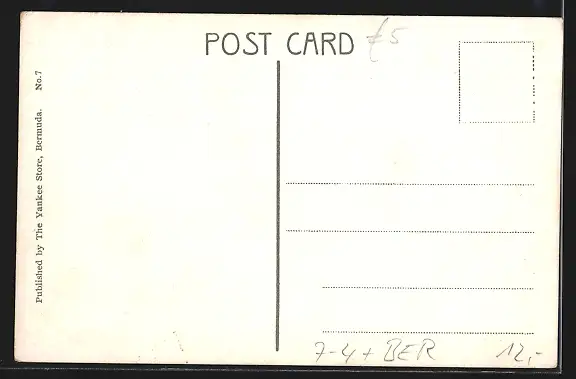 POST CARD
£5
Published by The Yankee Store, Bermuda. No.7
7-4 + BER
12,-